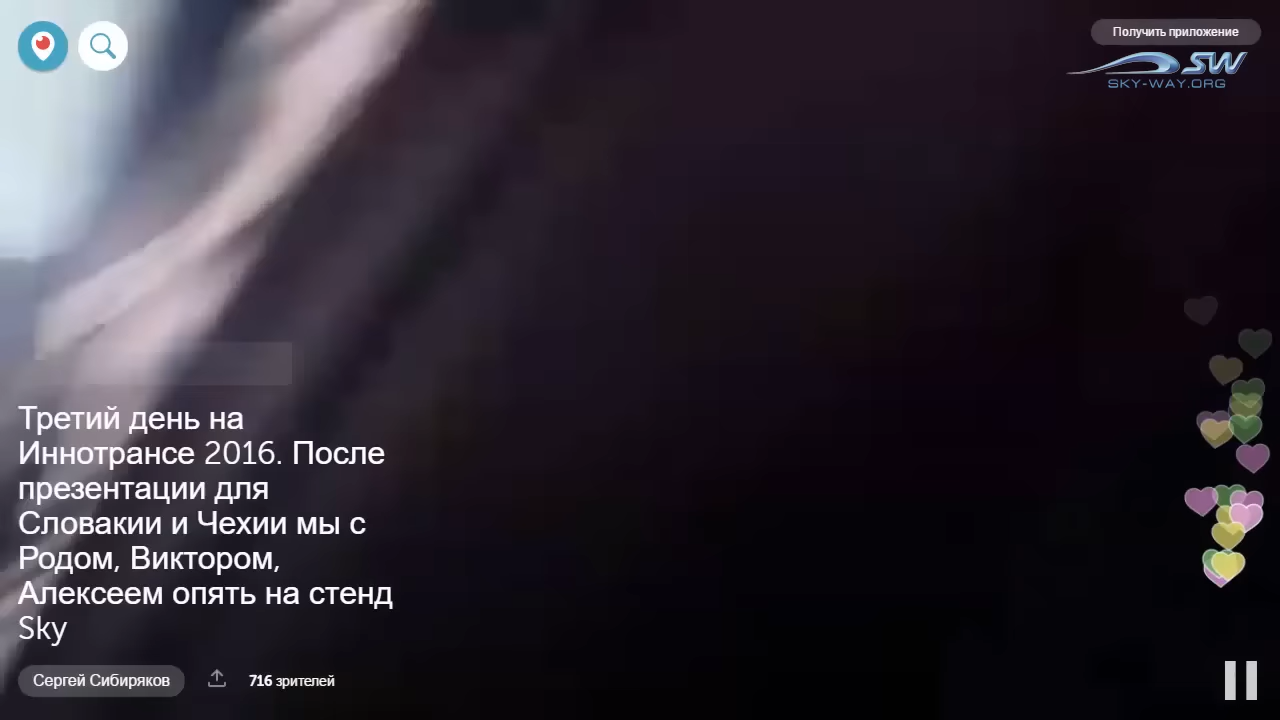 Получить приложение
SW
SKY-WAY.ORG
Третий день на
Иннотрансе 2016. После
презентации для
Словакии и Чехии мы с
Родом, Виктором,
Алексеем опять на стенд
Sky
Сергей Сибиряков
716 зрителей